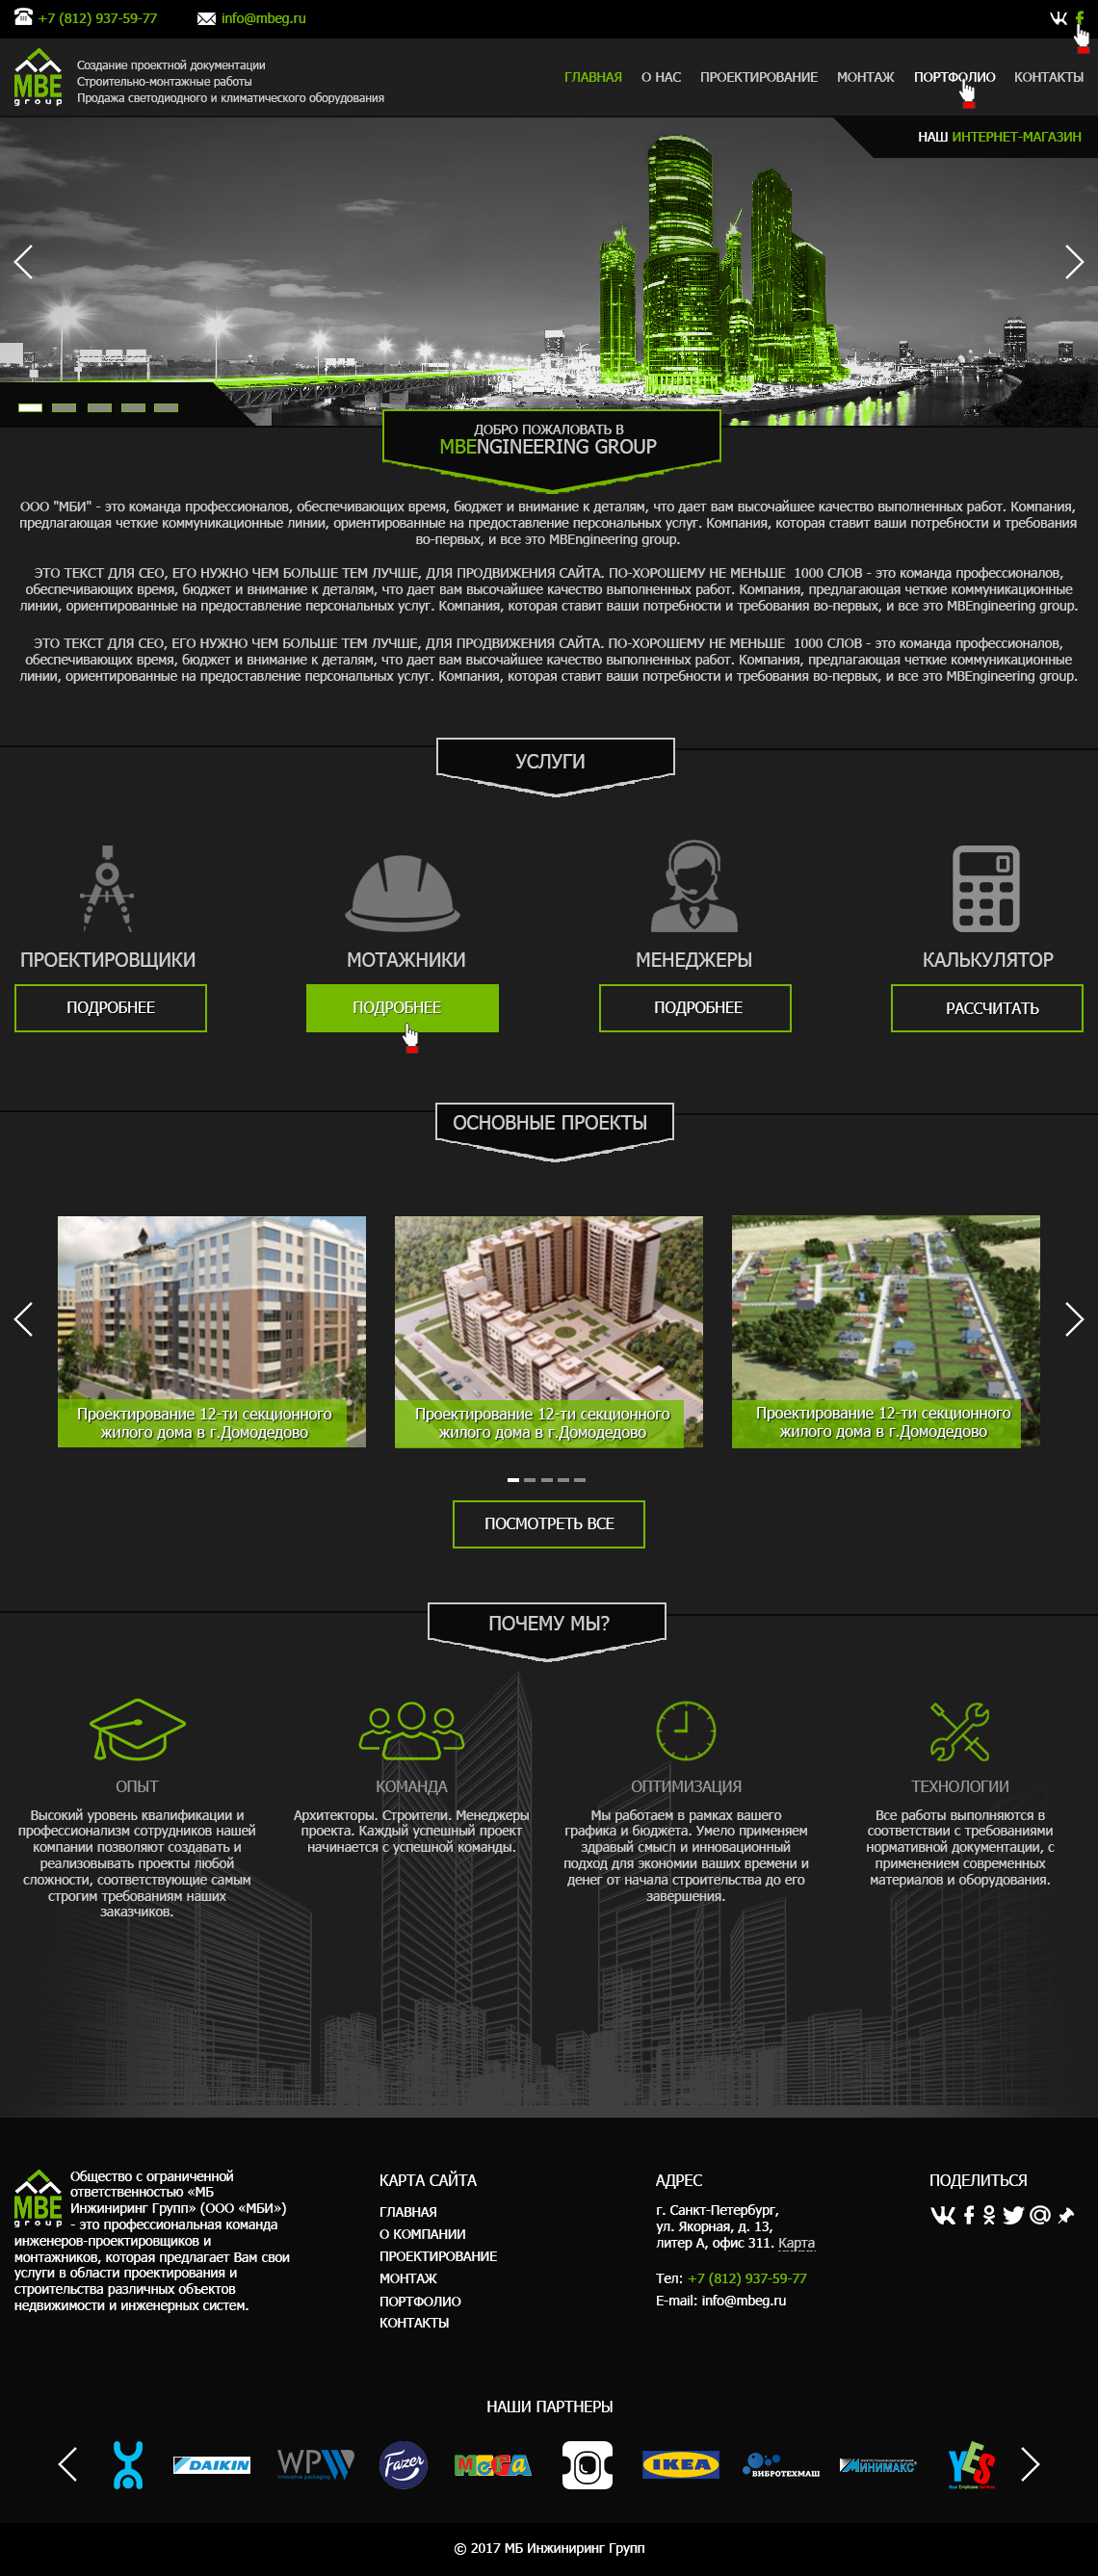 +7 (812) 937-59-77
info@mbeg.ru
MBE
group
Создание проектной документации
Строительно-монтажные работы
Продажа светодиодного и климатического оборудования
ГЛАВНАЯ О НАС ПРОЕКТИРОВАНИЕ МОНТАЖ ПОРТФОЛИО КОНТАКТЫ
НАШ ИНТЕРНЕТ-МАГАЗИН
ДОБРО ПОЖАЛОВАТЬ В
MBENGINEERING GROUP
ООО "МБИ" - это команда профессионалов, обеспечивающих время, бюджет и внимание к деталям, что дает вам высочайшее качество выполненных работ. Компания,
предлагающая четкие коммуникационные линии, ориентированные на предоставление персональных услуг. Компания, которая ставит ваши потребности и требования
во-первых, и все это MBEngineering group.
ЭТО ТЕКСТ ДЛЯ СЕО, ЕГО НУЖНО ЧЕМ БОЛЬШЕ ТЕМ ЛУЧШЕ, ДЛЯ ПРОДВИЖЕНИЯ САЙТА. ПО-ХОРОШЕМУ НЕ МЕНЬШЕ 1000 СЛОВ - это команда профессионалов,
обеспечивающих время, бюджет и внимание к деталям, что дает вам высочайшее качество выполненных работ. Компания, предлагающая четкие коммуникационные
линии, ориентированные на предоставление персональных услуг. Компания, которая ставит ваши потребности и требования во-первых, и все это MBEngineering group.
ЭТО ТЕКСТ ДЛЯ СЕО, ЕГО НУЖНО ЧЕМ БОЛЬШЕ ТЕМ ЛУЧШЕ, ДЛЯ ПРОДВИЖЕНИЯ САЙТА. ПО-ХОРОШЕМУ НЕ МЕНЬШЕ 1000 СЛОВ - это команда профессионалов,
обеспечивающих время, бюджет и внимание к деталям, что дает вам высочайшее качество выполненных работ. Компания, предлагающая четкие коммуникационные
линии, ориентированные на предоставление персональных услуг. Компания, которая ставит ваши потребности и требования во-первых, и все это MBEngineering group.
УСЛУГИ
ПРОЕКТИРОВЩИКИ
ПОДРОБНЕЕ
МОТАЖНИКИ
ПОДРОБНЕЕ
МЕНЕДЖЕРЫ
ПОДРОБНЕЕ
КАЛЬКУЛЯТОР
РАССЧИТАТЬ
ОСНОВНЫЕ ПРОЕКТЫ
Проектирование 12-ти секционного
жилого дома в г.Домодедово
Проектирование 12-ти секционного
жилого дома в г.Домодедово
Проектирование 12-ти секционного
жилого дома в г.Домодедово
ПОСМОТРЕТЬ ВСЕ
ПОЧЕМУ МЫ?
ОПЫТ
Высокий уровень квалификации и
профессионализм сотрудников нашей
компании позволяют создавать и
реализовывать проекты любой
сложности, соответствующие самым
строгим требованиям наших
заказчиков.
КОМАНДА
Архитекторы. Строители. Менеджеры
проекта. Каждый успешный проект
начинается с успешной команды.
ОПТИМИЗАЦИЯ
Мы работаем в рамках вашего
графика и бюджета. Умело применяем
здравый смысл и инновационный
подход для экономии ваших времени и
денег от начала строительства до его
завершения.
ТЕХНОЛОГИИ
Все работы выполняются в
соответствии с требованиями
нормативной документации, с
применением современных
материалов и оборудования.
MBE
group
Общество с ограниченной
ответственностью «МБ
Инжиниринг Групп» (ООО «МБИ»)
- это профессиональная команда
инженеров-проектировщиков и
монтажников, которая предлагает Вам свои
услуги в области проектирования и
строительства различных объектов
недвижимости и инженерных систем.
КАРТА САЙТА
ГЛАВНАЯ
О КОМПАНИИ
ПРОЕКТИРОВАНИЕ
МОНТАЖ
ПОРТФОЛИО
КОНТАКТЫ
АДРЕС
г. Санкт-Петербург,
ул. Якорная, д. 13,
литер А, офис 311. Карта
Тел: +7 (812) 937-59-77
E-mail: info@mbeg.ru
ПОДЕЛИТЬСЯ
НАШИ ПАРТНЕРЫ
DAIKIN
WPW
innovative packaging
Fazer
МЕГА
IKEA
ВИБРОТЕХМАШ
МИНИМАКС
YES
Your Employee Services
© 2017 МБ Инжиниринг Групп